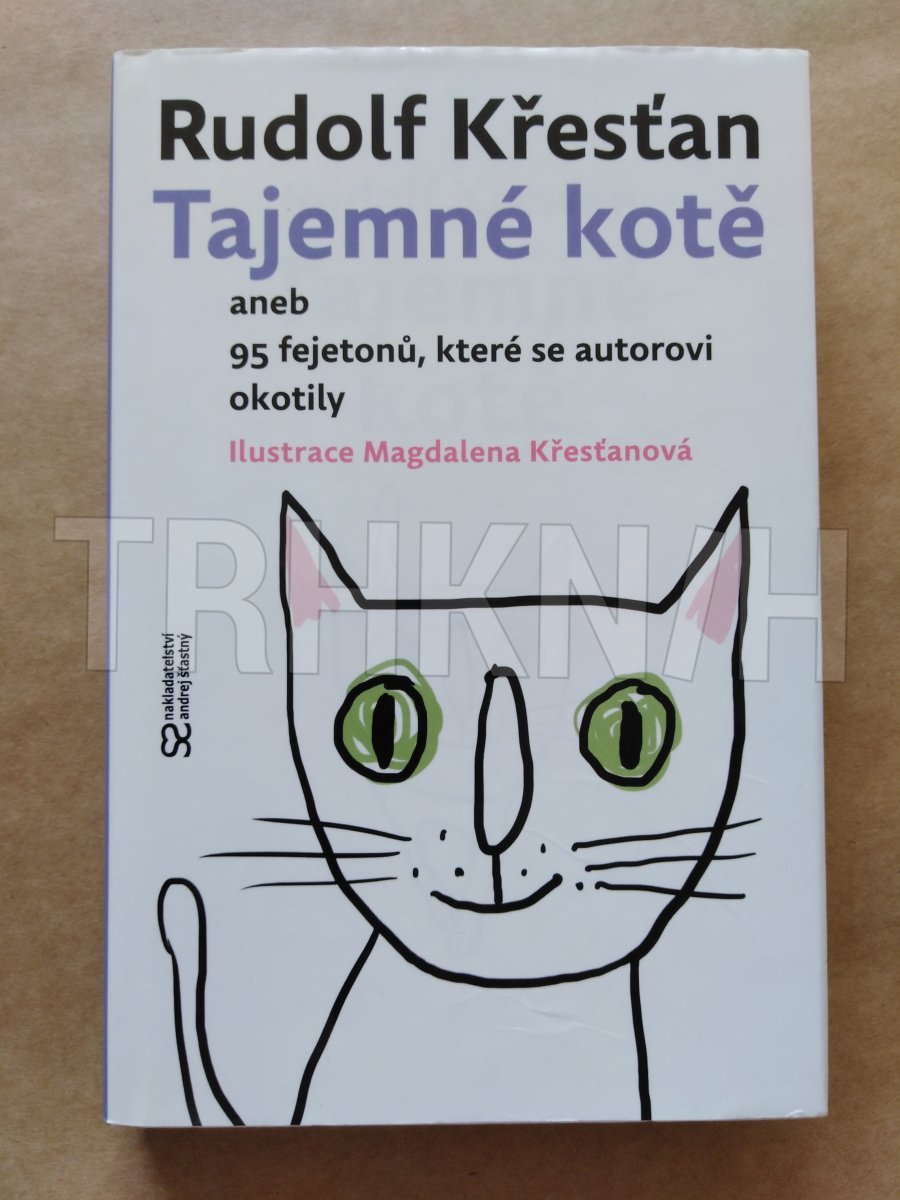 Rudolf Křesťan
Tajemné kotě
aneb
95 fejetonů, které se autorovi
okotily
Ilustrace Magdalena Křesťanová
TRHKNIH
nakladatelství
andrej šťastný